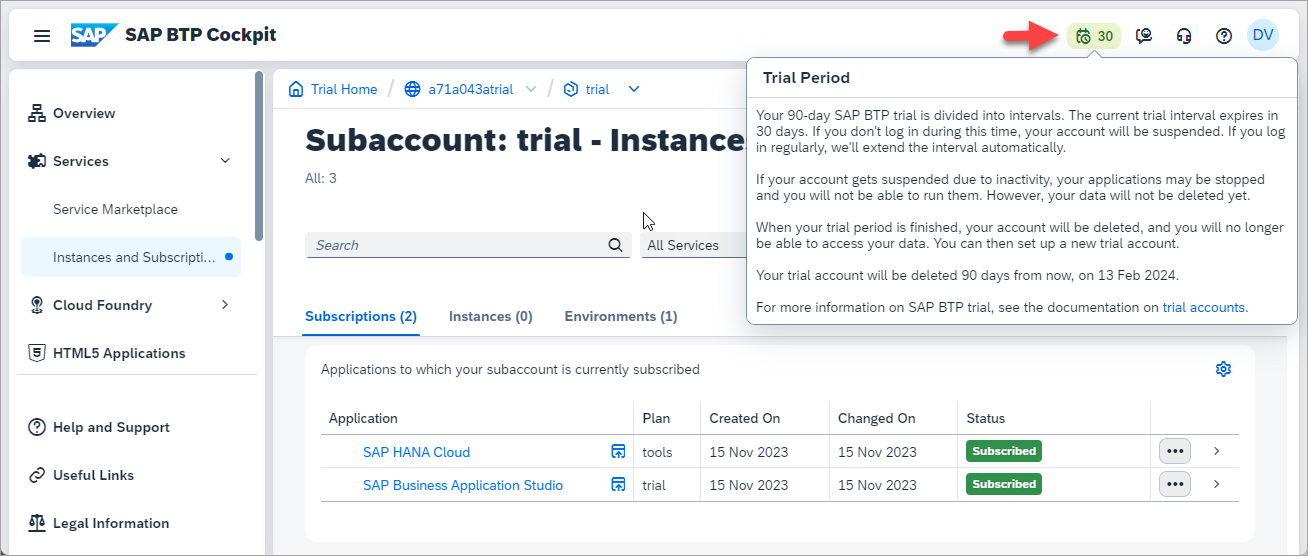 SAP SAP BTP Cockpit
30
DV
Trial Period
Your 90-day SAP BTP trial is divided into intervals. The current trial interval expires in
30 days. If you don't log in during this time, your account will be suspended. If you log
in regularly, we'll extend the interval automatically.
If your account gets suspended due to inactivity, your applications may be stopped
and you will not be able to run them. However, your data will not be deleted yet.
When your trial period is finished, your account will be deleted, and you will no longer
be able to access your data. You can then set up a new trial account.
Your trial account will be deleted 90 days from now, on 13 Feb 2024.
For more information on SAP BTP trial, see the documentation on trial accounts.
Overview
Services
Service Marketplace
Instances and Subscripti...
Cloud Foundry
HTML5 Applications
Help and Support
Useful Links
Legal Information
Trial Home / a71a043atrial / trial
Subaccount: trial - Instance
All: 3
Search
All Services
Subscriptions (2) Instances (0) Environments (1)
Applications to which your subaccount is currently subscribed
Application Plan Created On Changed On Status
SAP HANA Cloud tools 15 Nov 2023 15 Nov 2023 Subscribed
SAP Business Application Studio trial 15 Nov 2023 15 Nov 2023 Subscribed